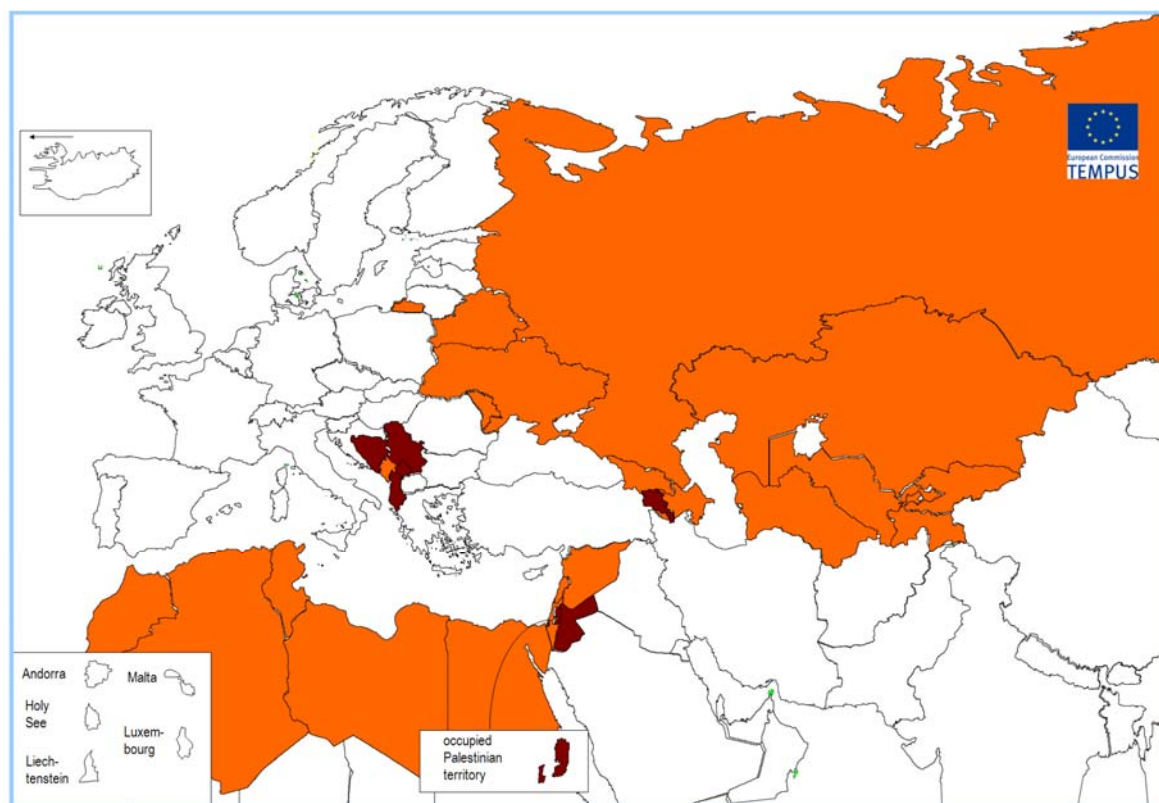 European Commission
TEMPUS
Andorra
Malta
Holy
See
Luxem-
bourg
Liech-
tenstein
occupied
Palestinian
territory